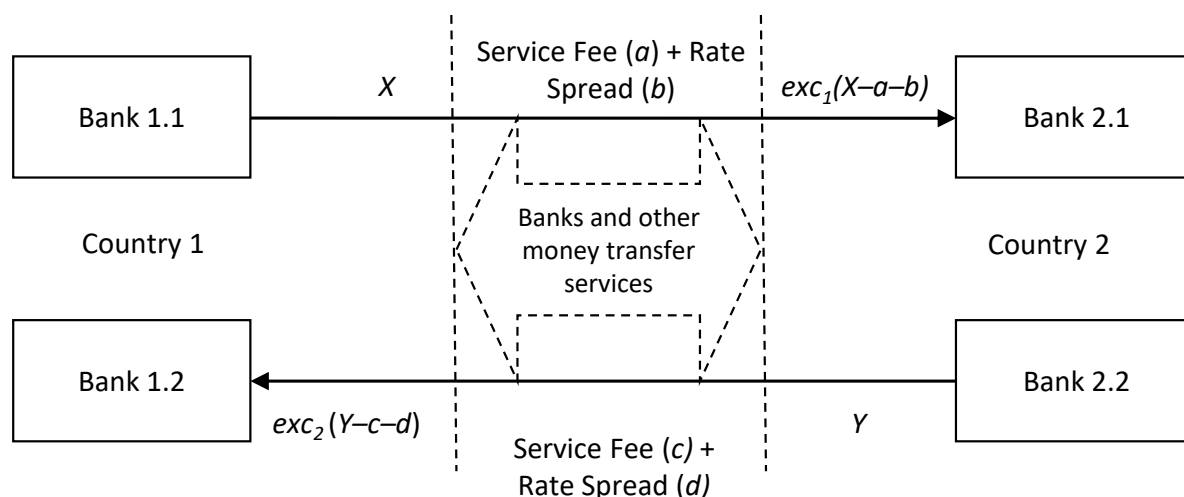 Service Fee (a) + Rate
Spread (b)
X
exc₁(X–a–b)
Bank 1.1
Bank 2.1
Banks and other
money transfer
services
Country 1
Country 2
Bank 1.2
Bank 2.2
exc₂(Y–c–d)
Y
Service Fee (c) +
Rate Spread (d)